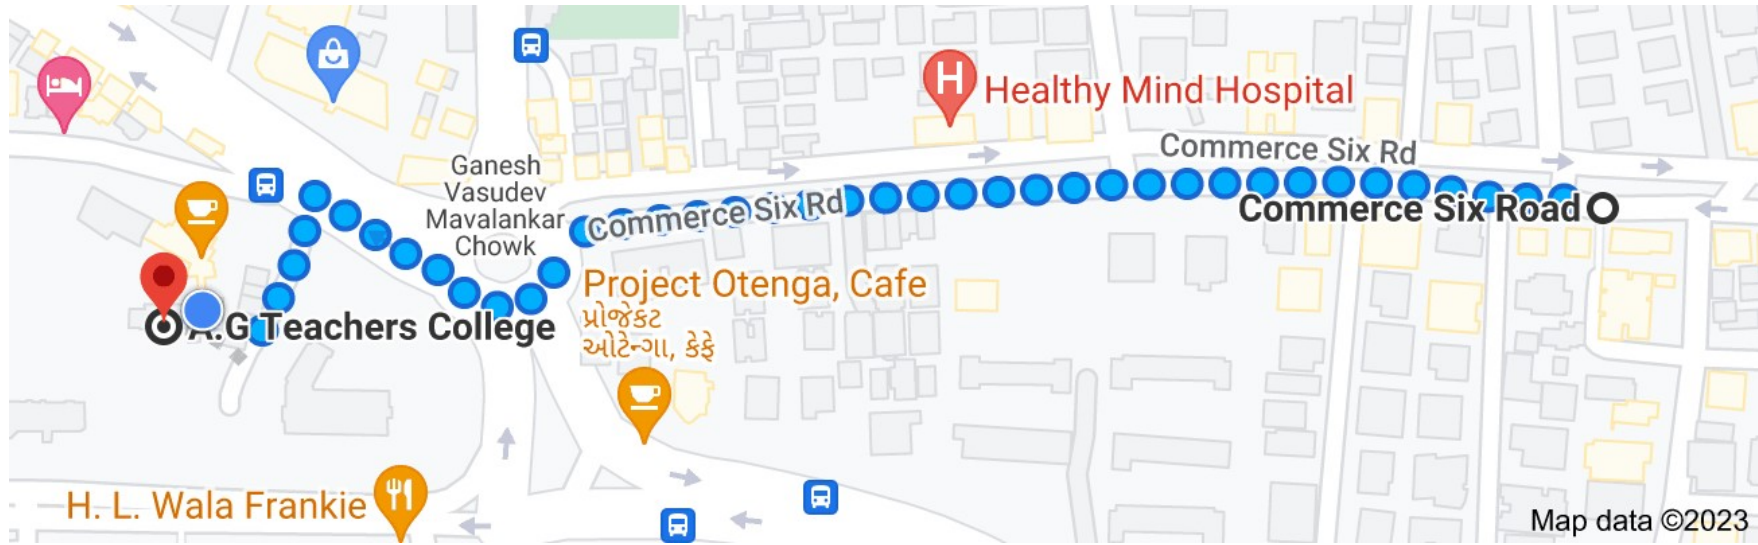 Healthy Mind Hospital
Commerce Six Rd
Ganesh
Vasudev
Mavalankar
Chowk
Commerce Six Rd
Commerce Six Road
Project Otenga, Cafe
પ્રોજેકટ
ઓટેન્ગા, કેફે
A.G Teachers College
H. L. Wala Frankie
Map data ©2023